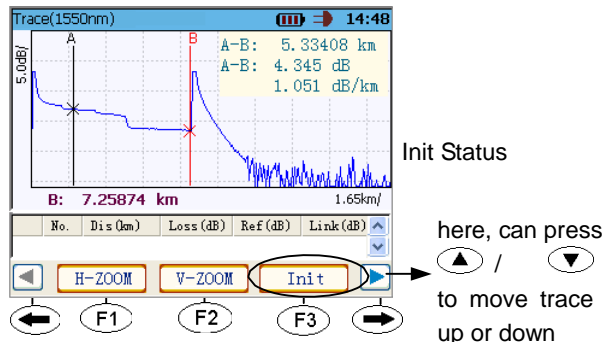 Trace(1550nm) 14:48
A B
A-B: 5.33408 km
A-B: 4.345 dB
1.051 dB/km
5.0dB/
B: 7.25874 km 1.65km/
No. Dis(km) Loss(dB) Ref(dB) Link(dB)
H-ZOOM V-ZOOM Init
F1 F2 F3
Init Status
here, can press
/
to move trace
up or down